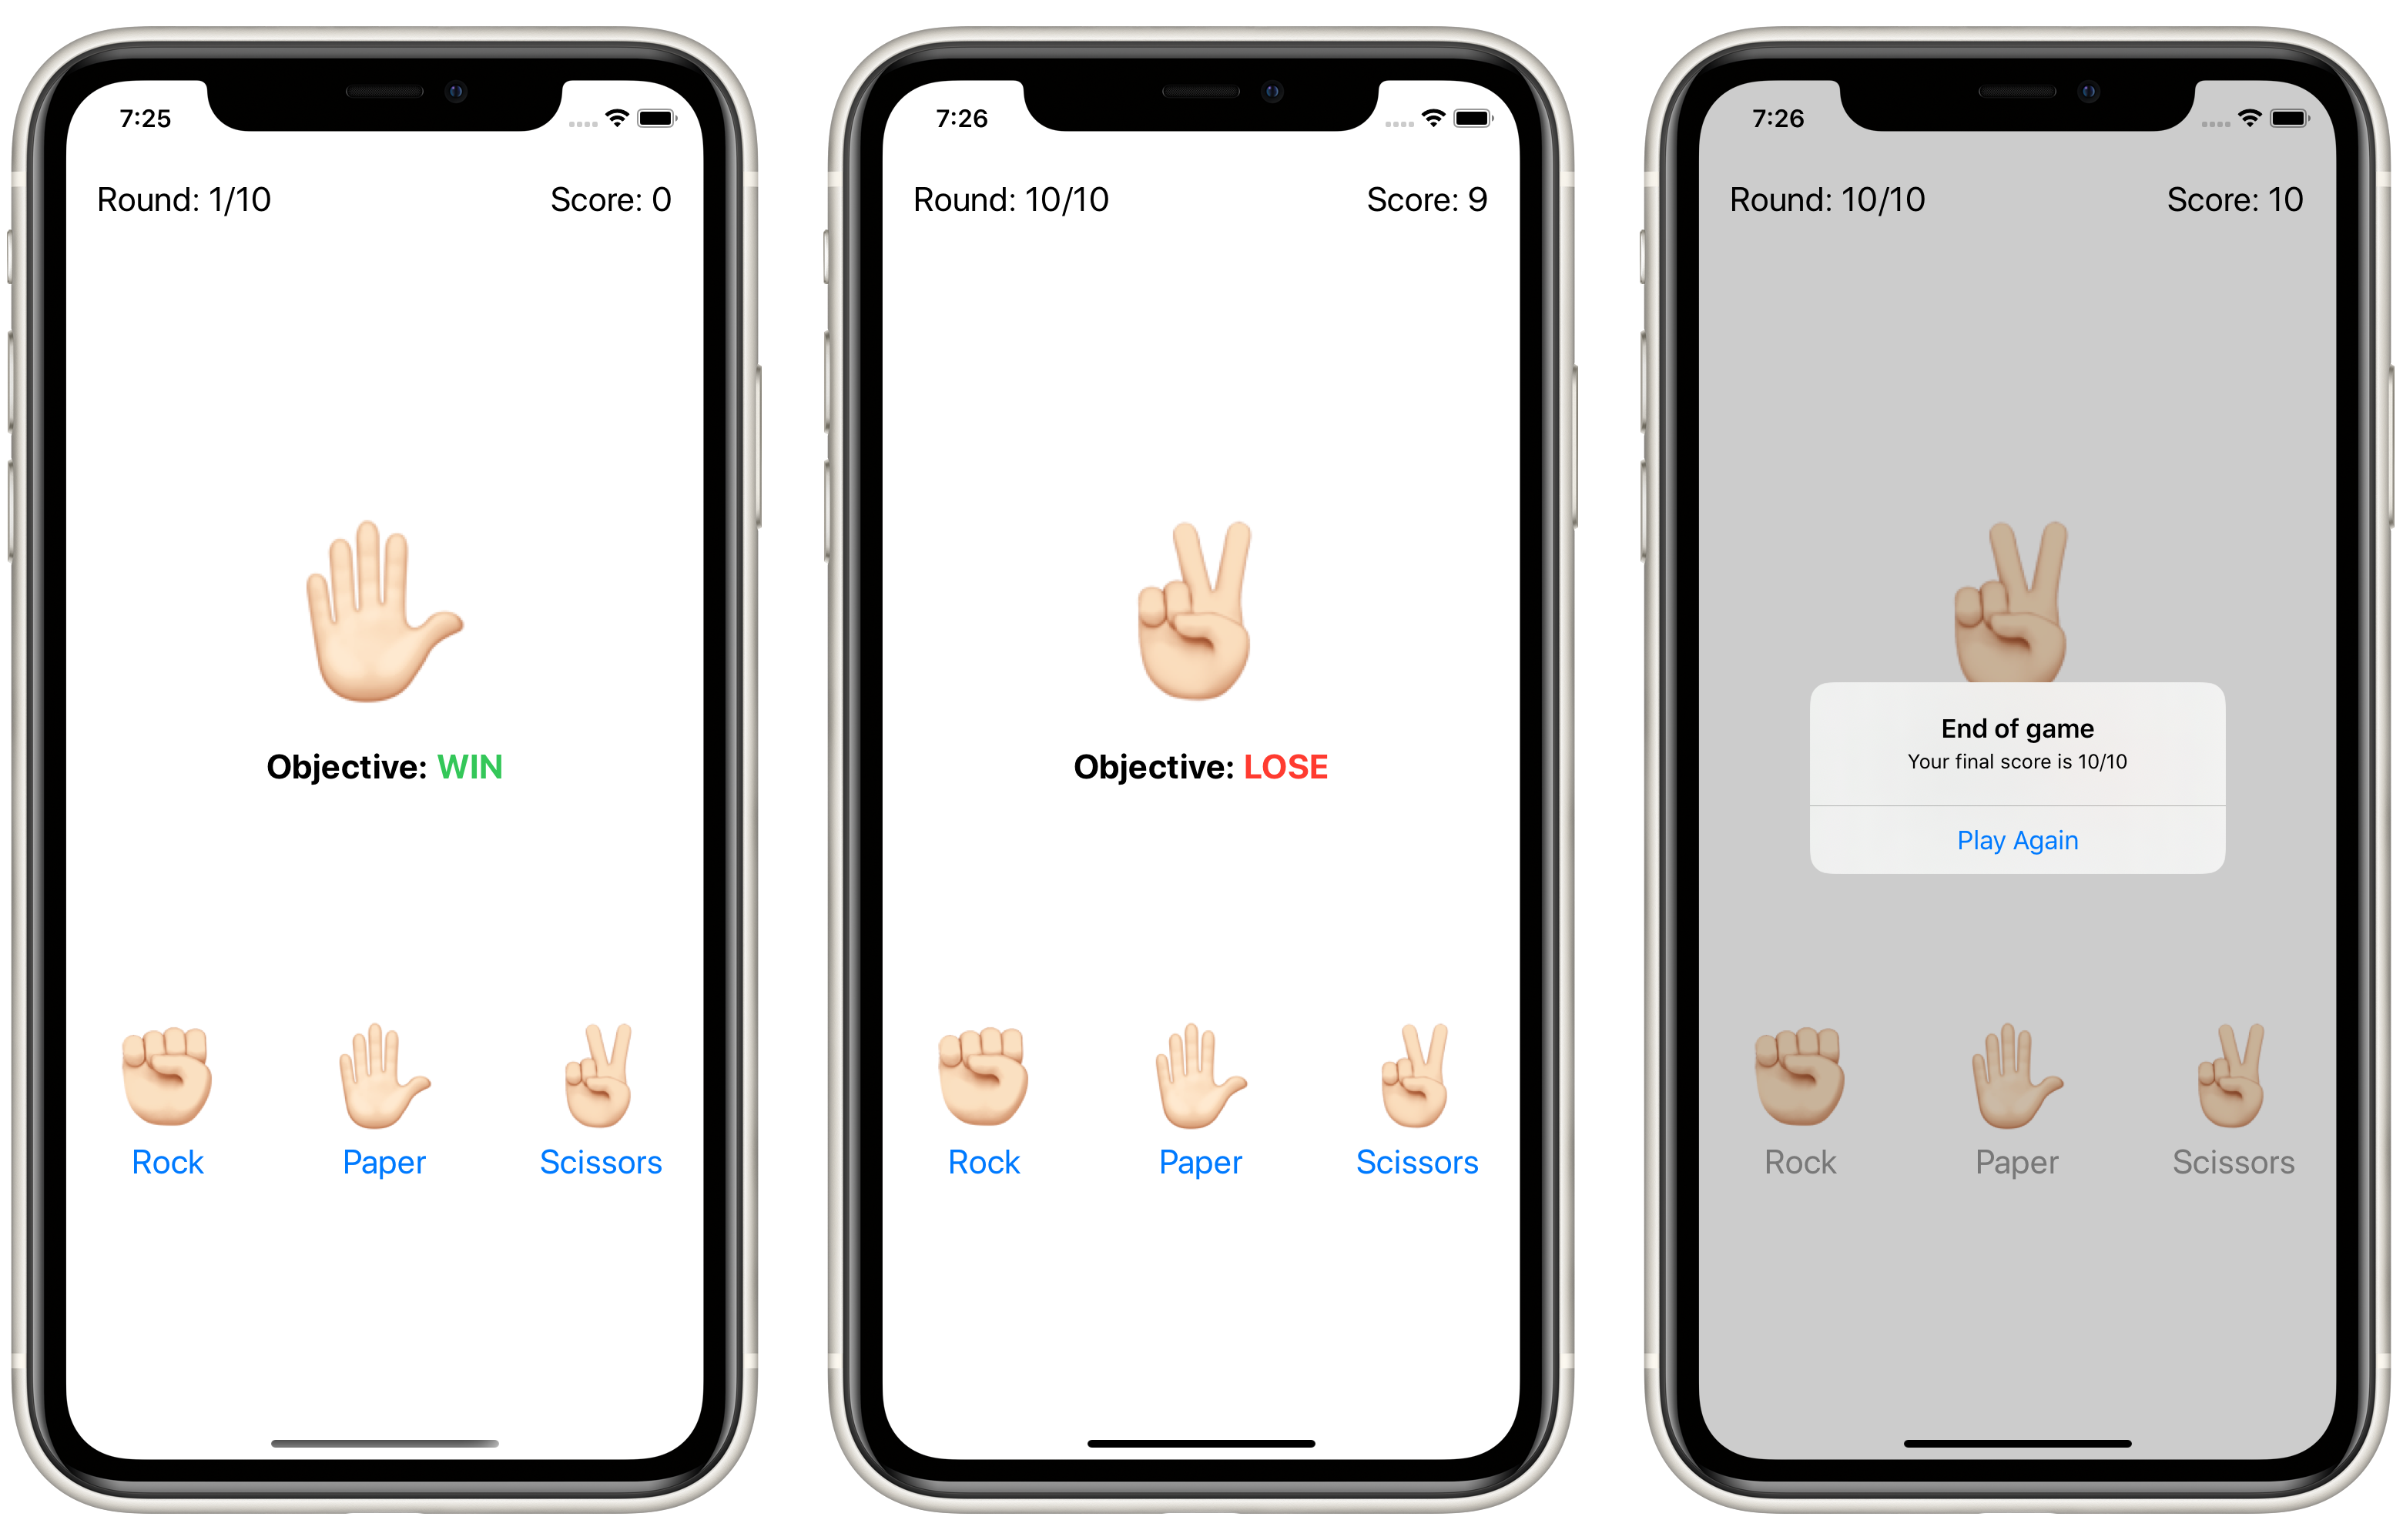 7:25
Round: 1/10 Score: 0
Objective: WIN
Rock Paper Scissors
7:26
Round: 10/10 Score: 9
Objective: LOSE
Rock Paper Scissors
7:26
Round: 10/10 Score: 10
End of game
Your final score is 10/10
Play Again
Rock Paper Scissors